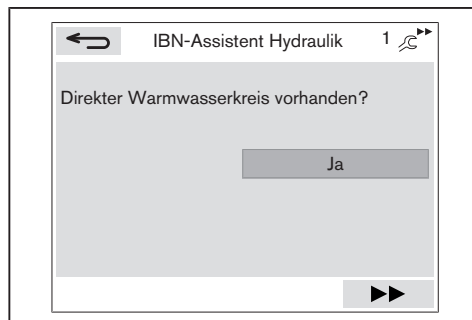 IBN-Assistent Hydraulik 1
Direkter Warmwasserkreis vorhanden?
Ja